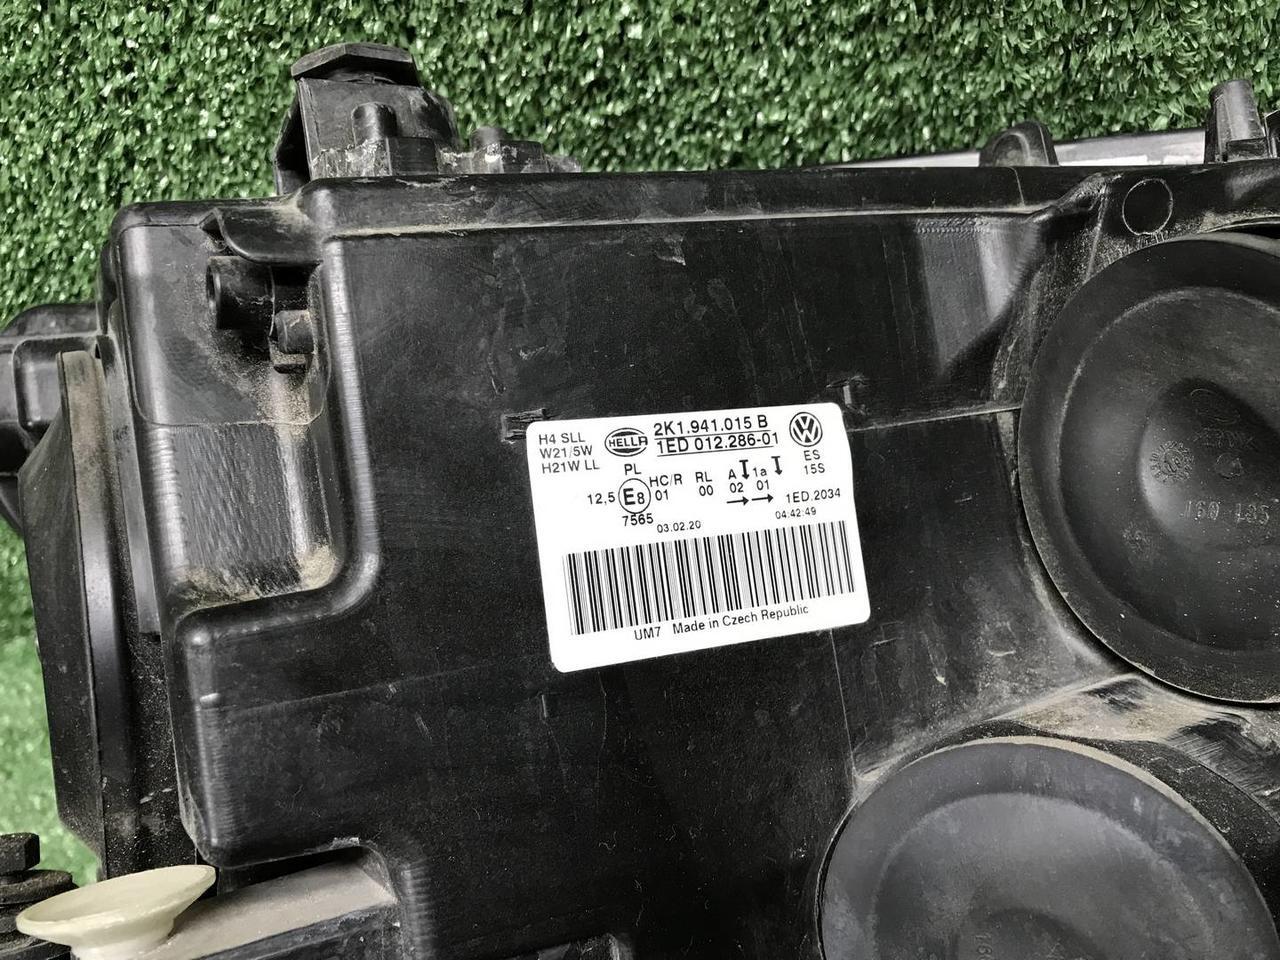 H4 SLL
W21/5W
H21W LL
HELLA
2K1.941.015 B
1ED 012.286-01
PL
HC/R RL A 1a ES
12,5 E8 01 00 02 01 15S
7565
1ED.2034
03.02.20 04:42:49
UM7 Made in Czech Republic